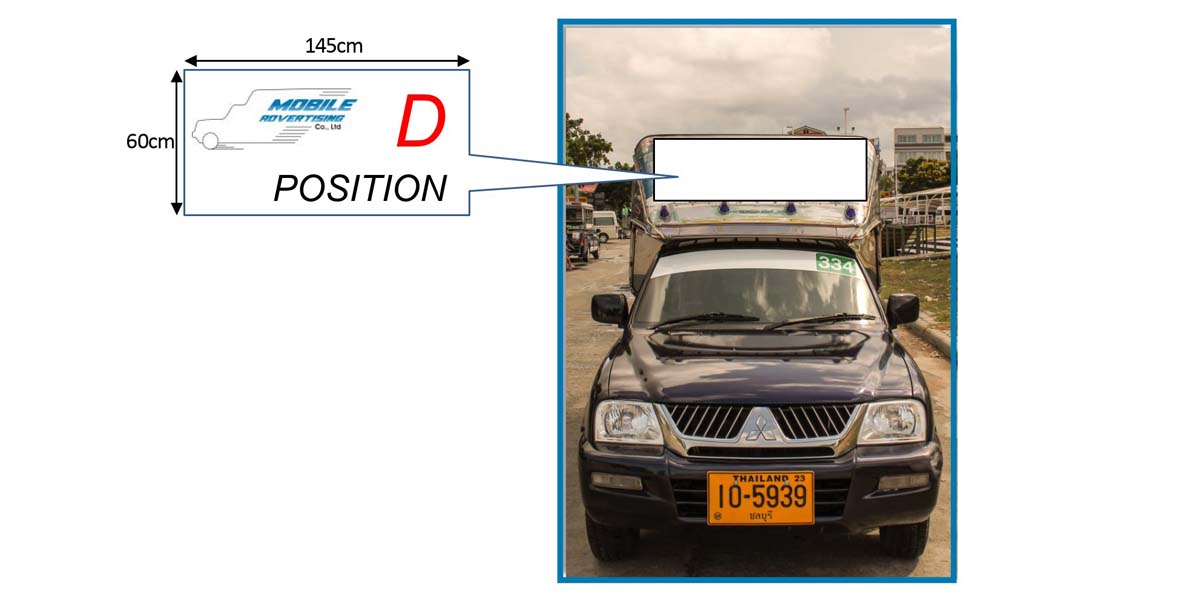 145cm
60cm
MOBILE
ADVERTISING
Co., Ltd
D
POSITION
334
THAILAND 23
10-5939
ชลบุรี